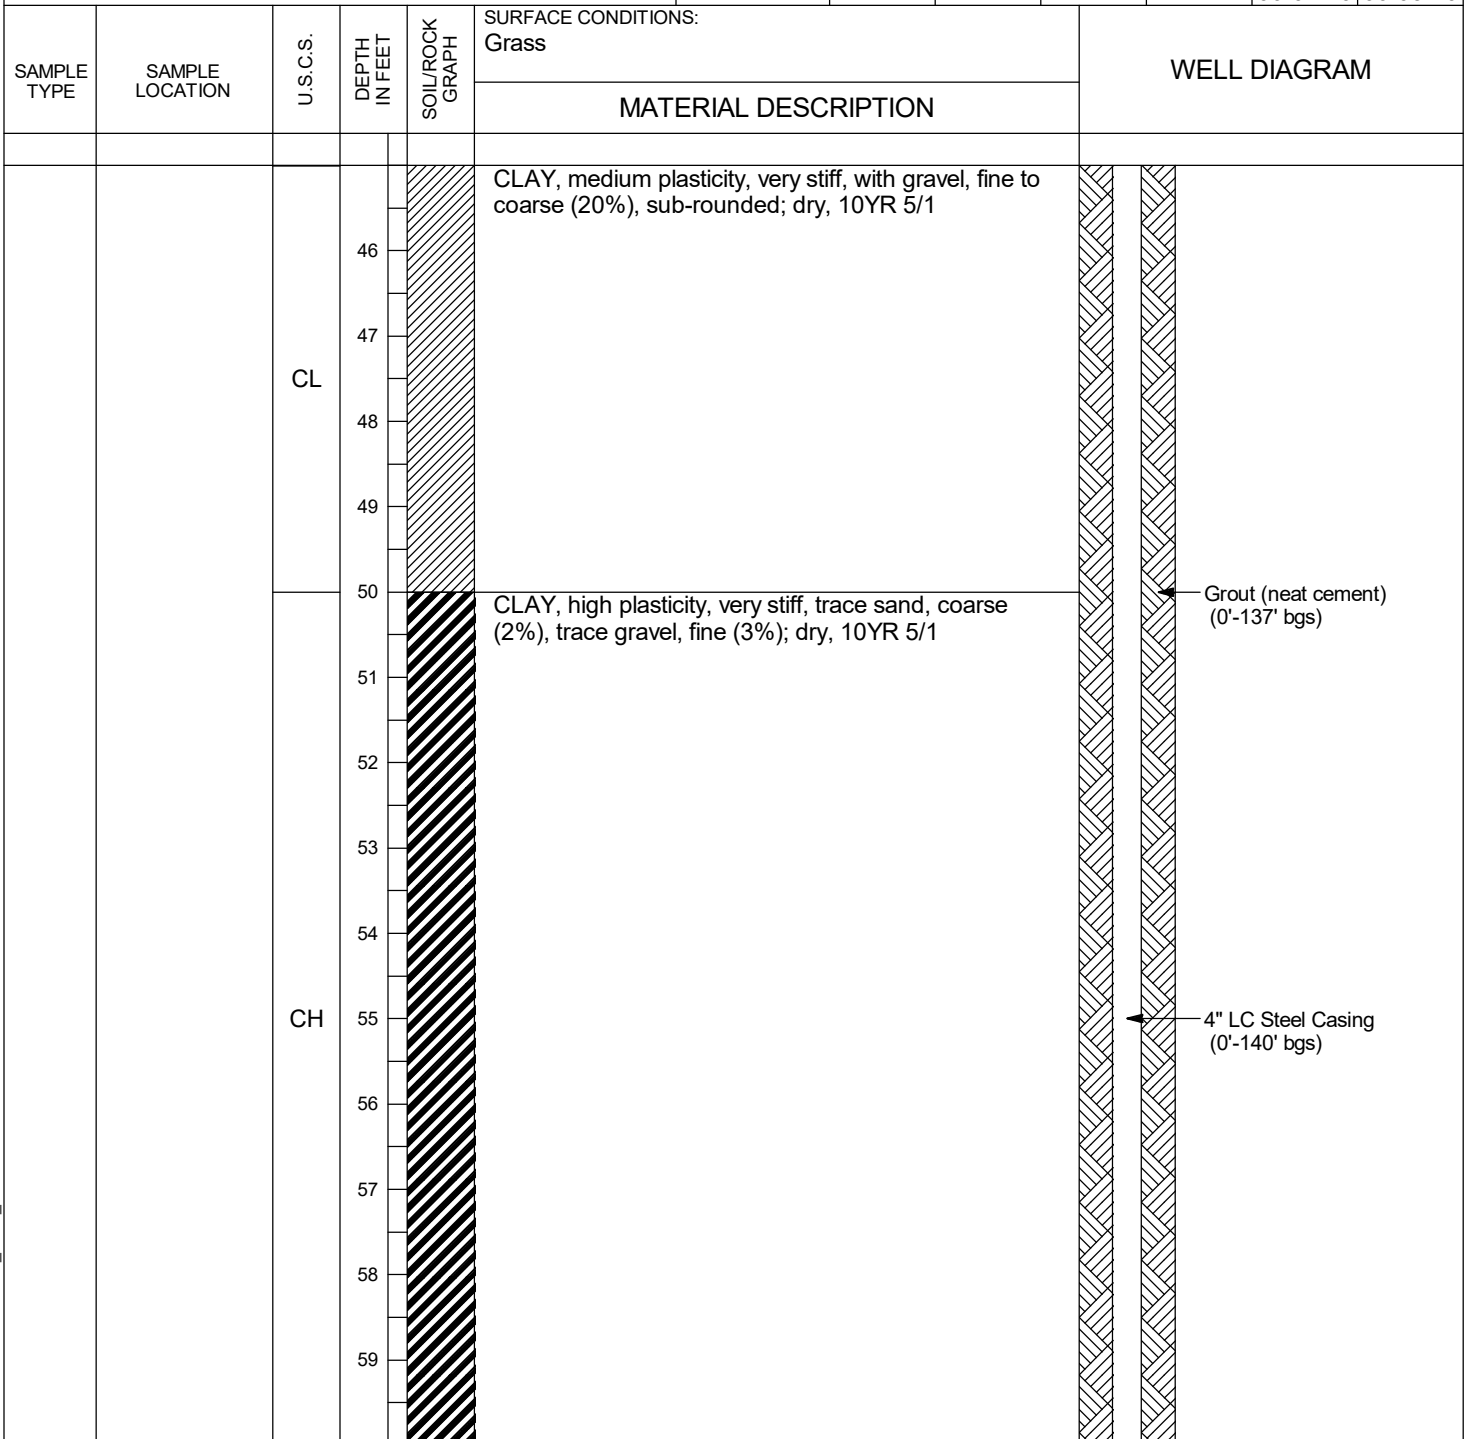 SURFACE CONDITIONS:
Grass
SAMPLE
TYPE
SAMPLE
LOCATION
U.S.C.S.
DEPTH
IN FEET
SOIL/ROCK
GRAPH
MATERIAL DESCRIPTION
WELL DIAGRAM
CLAY, medium plasticity, very stiff, with gravel, fine to
coarse (20%), sub-rounded; dry, 10YR 5/1
46
47
CL
48
49
50
CLAY, high plasticity, very stiff, trace sand, coarse
(2%), trace gravel, fine (3%); dry, 10YR 5/1
Grout (neat cement)
(0'-137' bgs)
51
52
53
54
CH
55
4" LC Steel Casing
(0'-140' bgs)
56
57
58
59